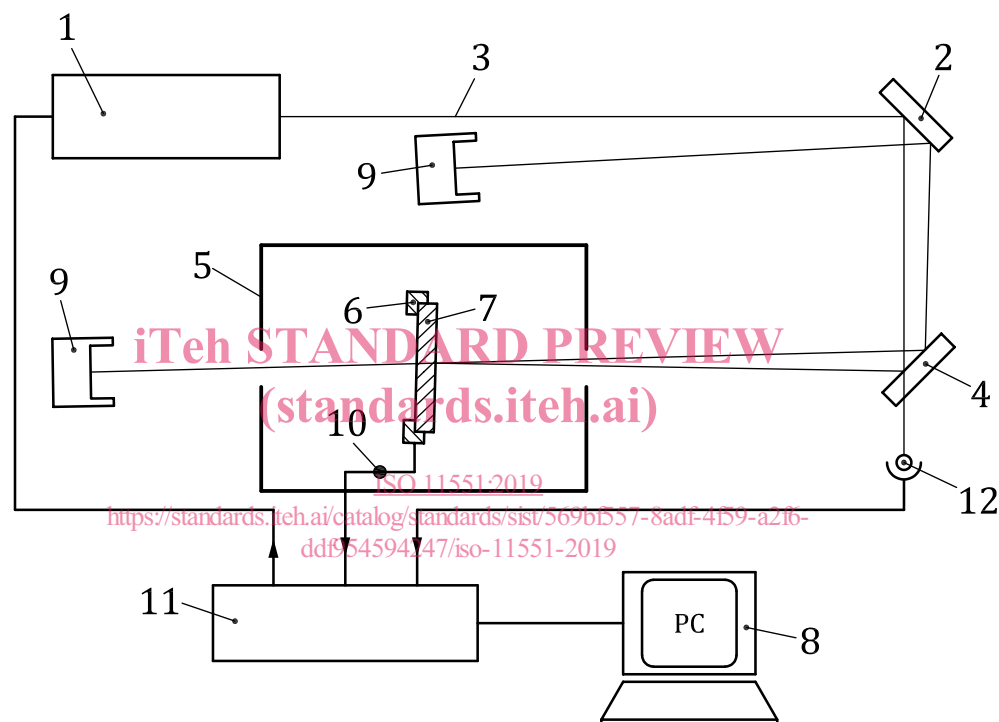 1
3
2
9
5
9
6
7
iTeh STANDARD PREVIEW
4
(standards.iteh.ai)
10
ISO 11551:2019
12
https://standards.iteh.ai/catalog/standards/sist/569bf557-8adf-4f59-a2f6-
ddf954594247/iso-11551-2019
11
PC
8